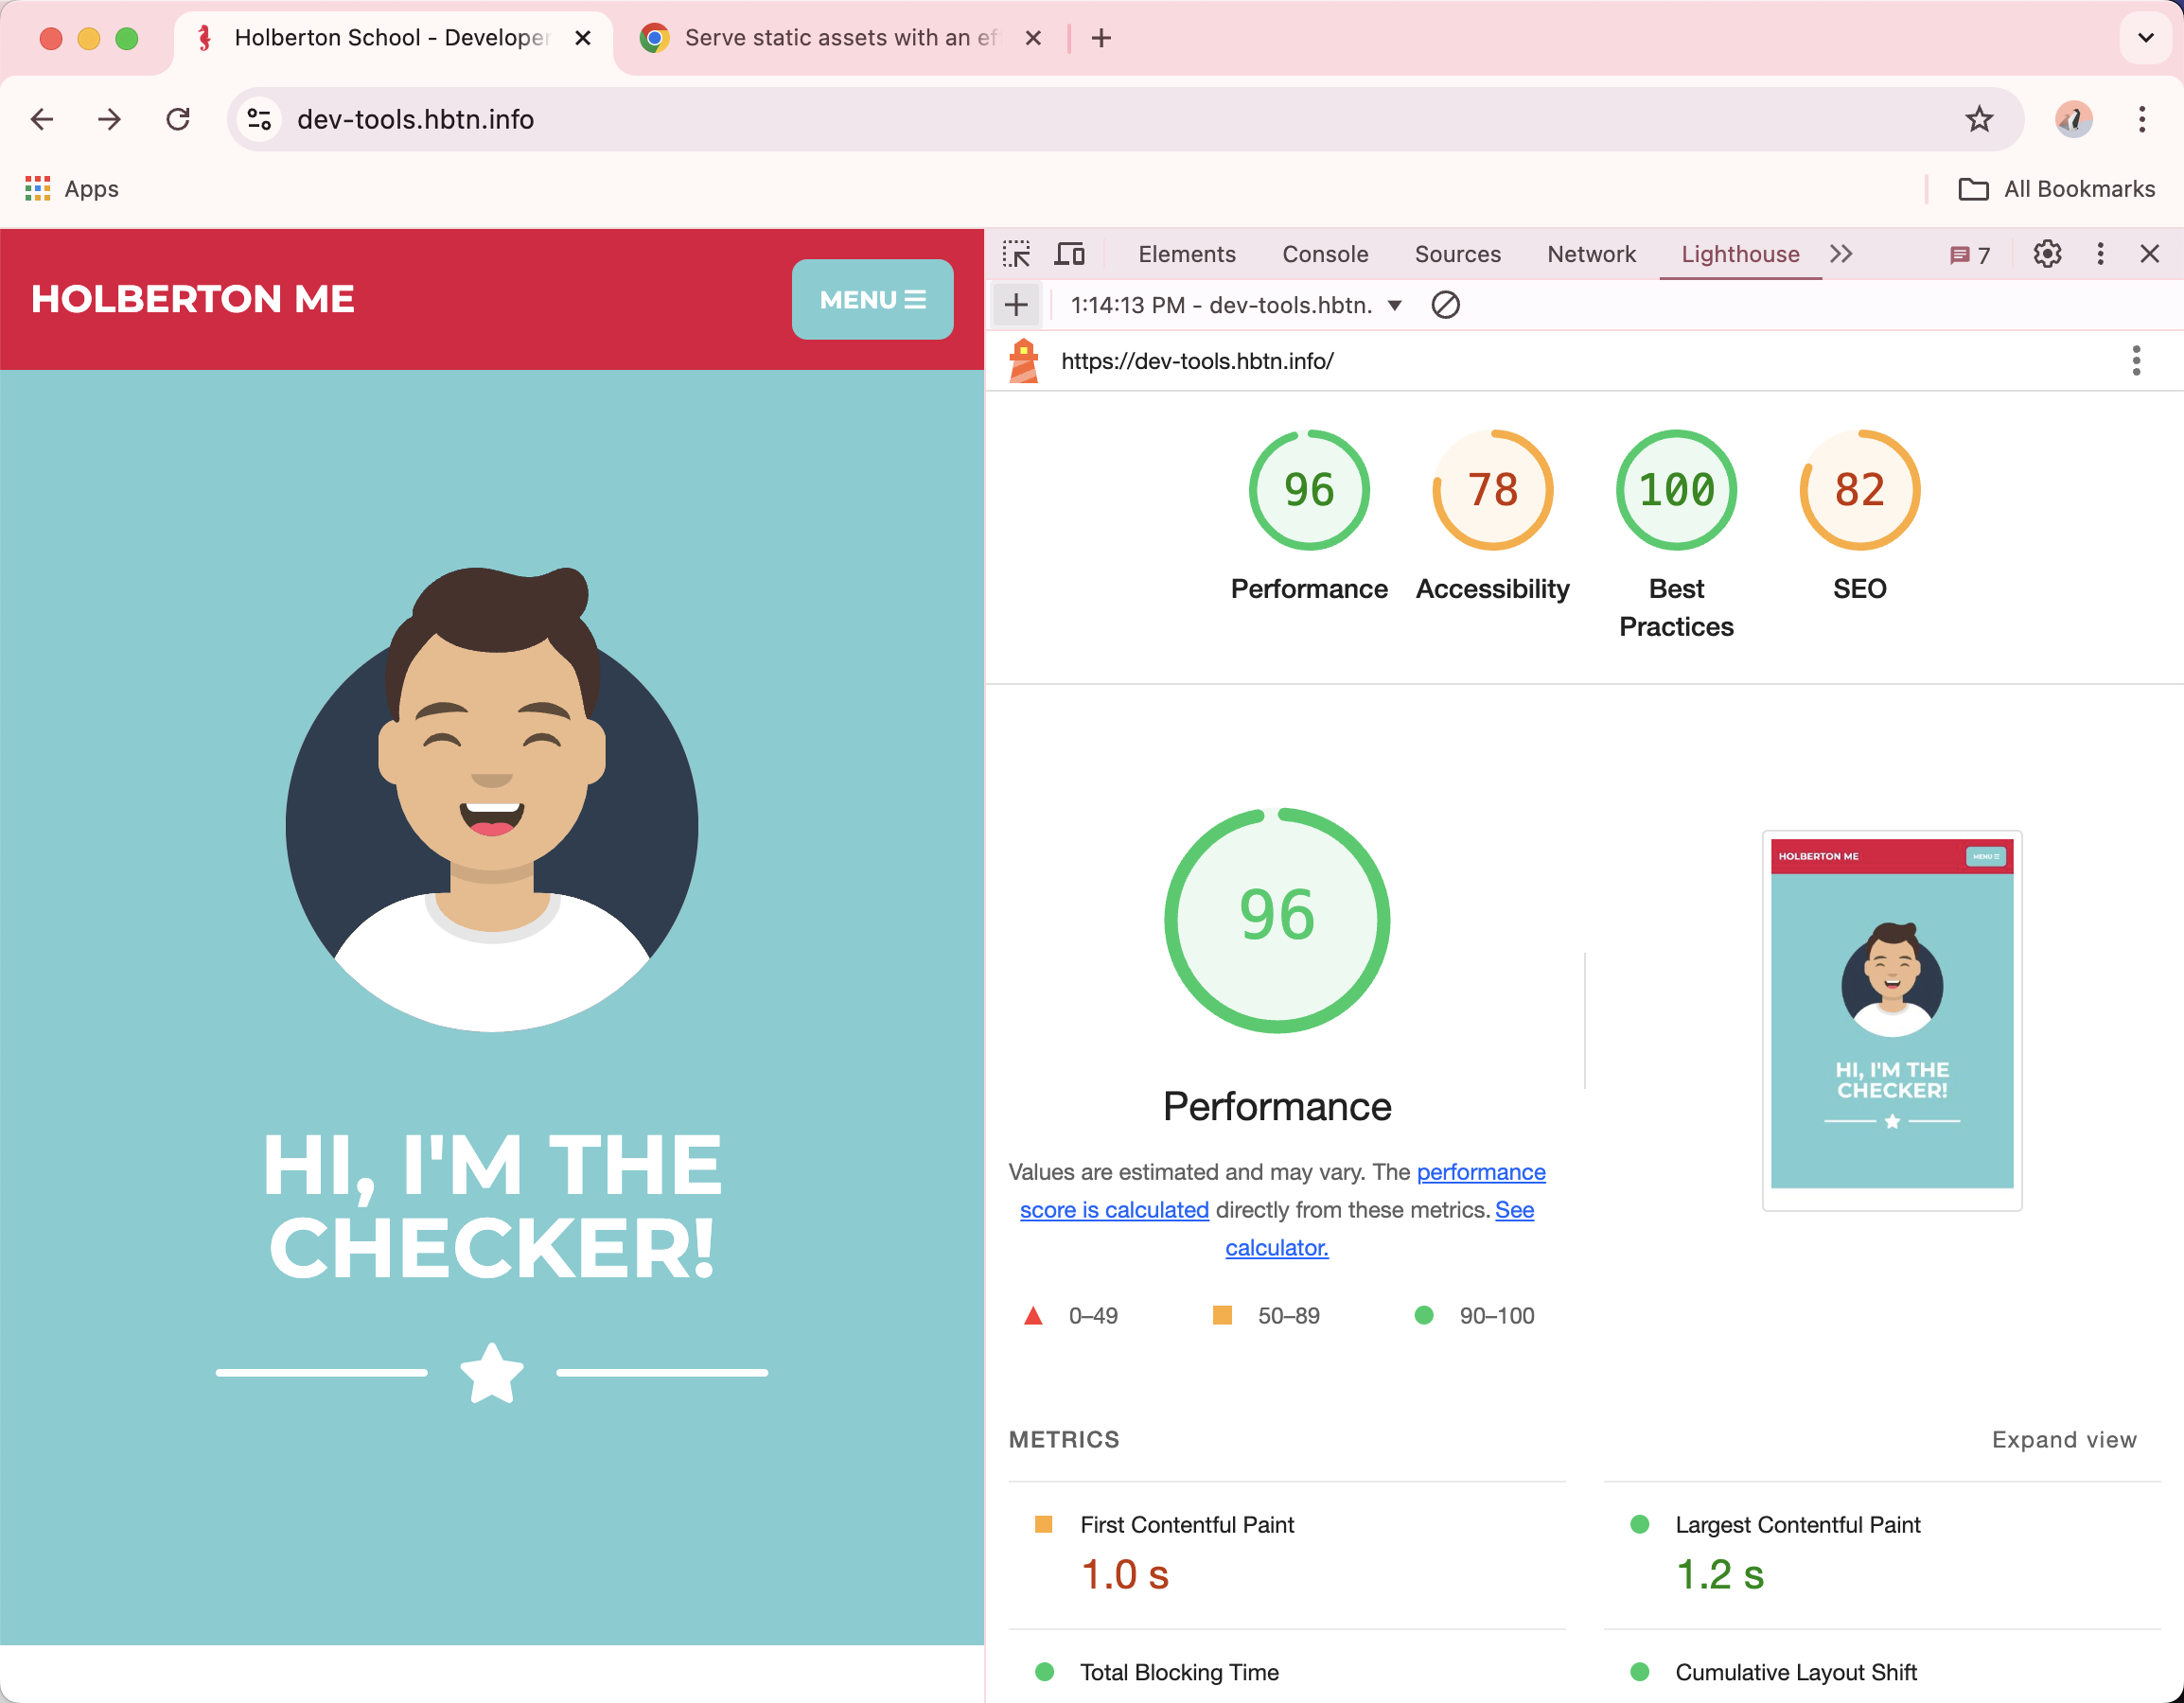 Holberton School - Developer
Serve static assets with an ef
dev-tools.hbtn.info
Apps
All Bookmarks
HOLBERTON ME
MENU
HI, I'M THE
CHECKER!
Elements
Console
Sources
Network
Lighthouse
7
1:14:13 PM - dev-tools.hbtn.
https://dev-tools.hbtn.info/
96
78
100
82
Performance
Accessibility
Best
Practices
SEO
96
Performance
Values are estimated and may vary. The performance
score is calculated directly from these metrics. See
calculator.
0–49
50–89
90–100
HOLBERTON ME
MENU
HI, I'M THE
CHECKER!
METRICS
Expand view
First Contentful Paint
1.0 s
Largest Contentful Paint
1.2 s
Total Blocking Time
Cumulative Layout Shift